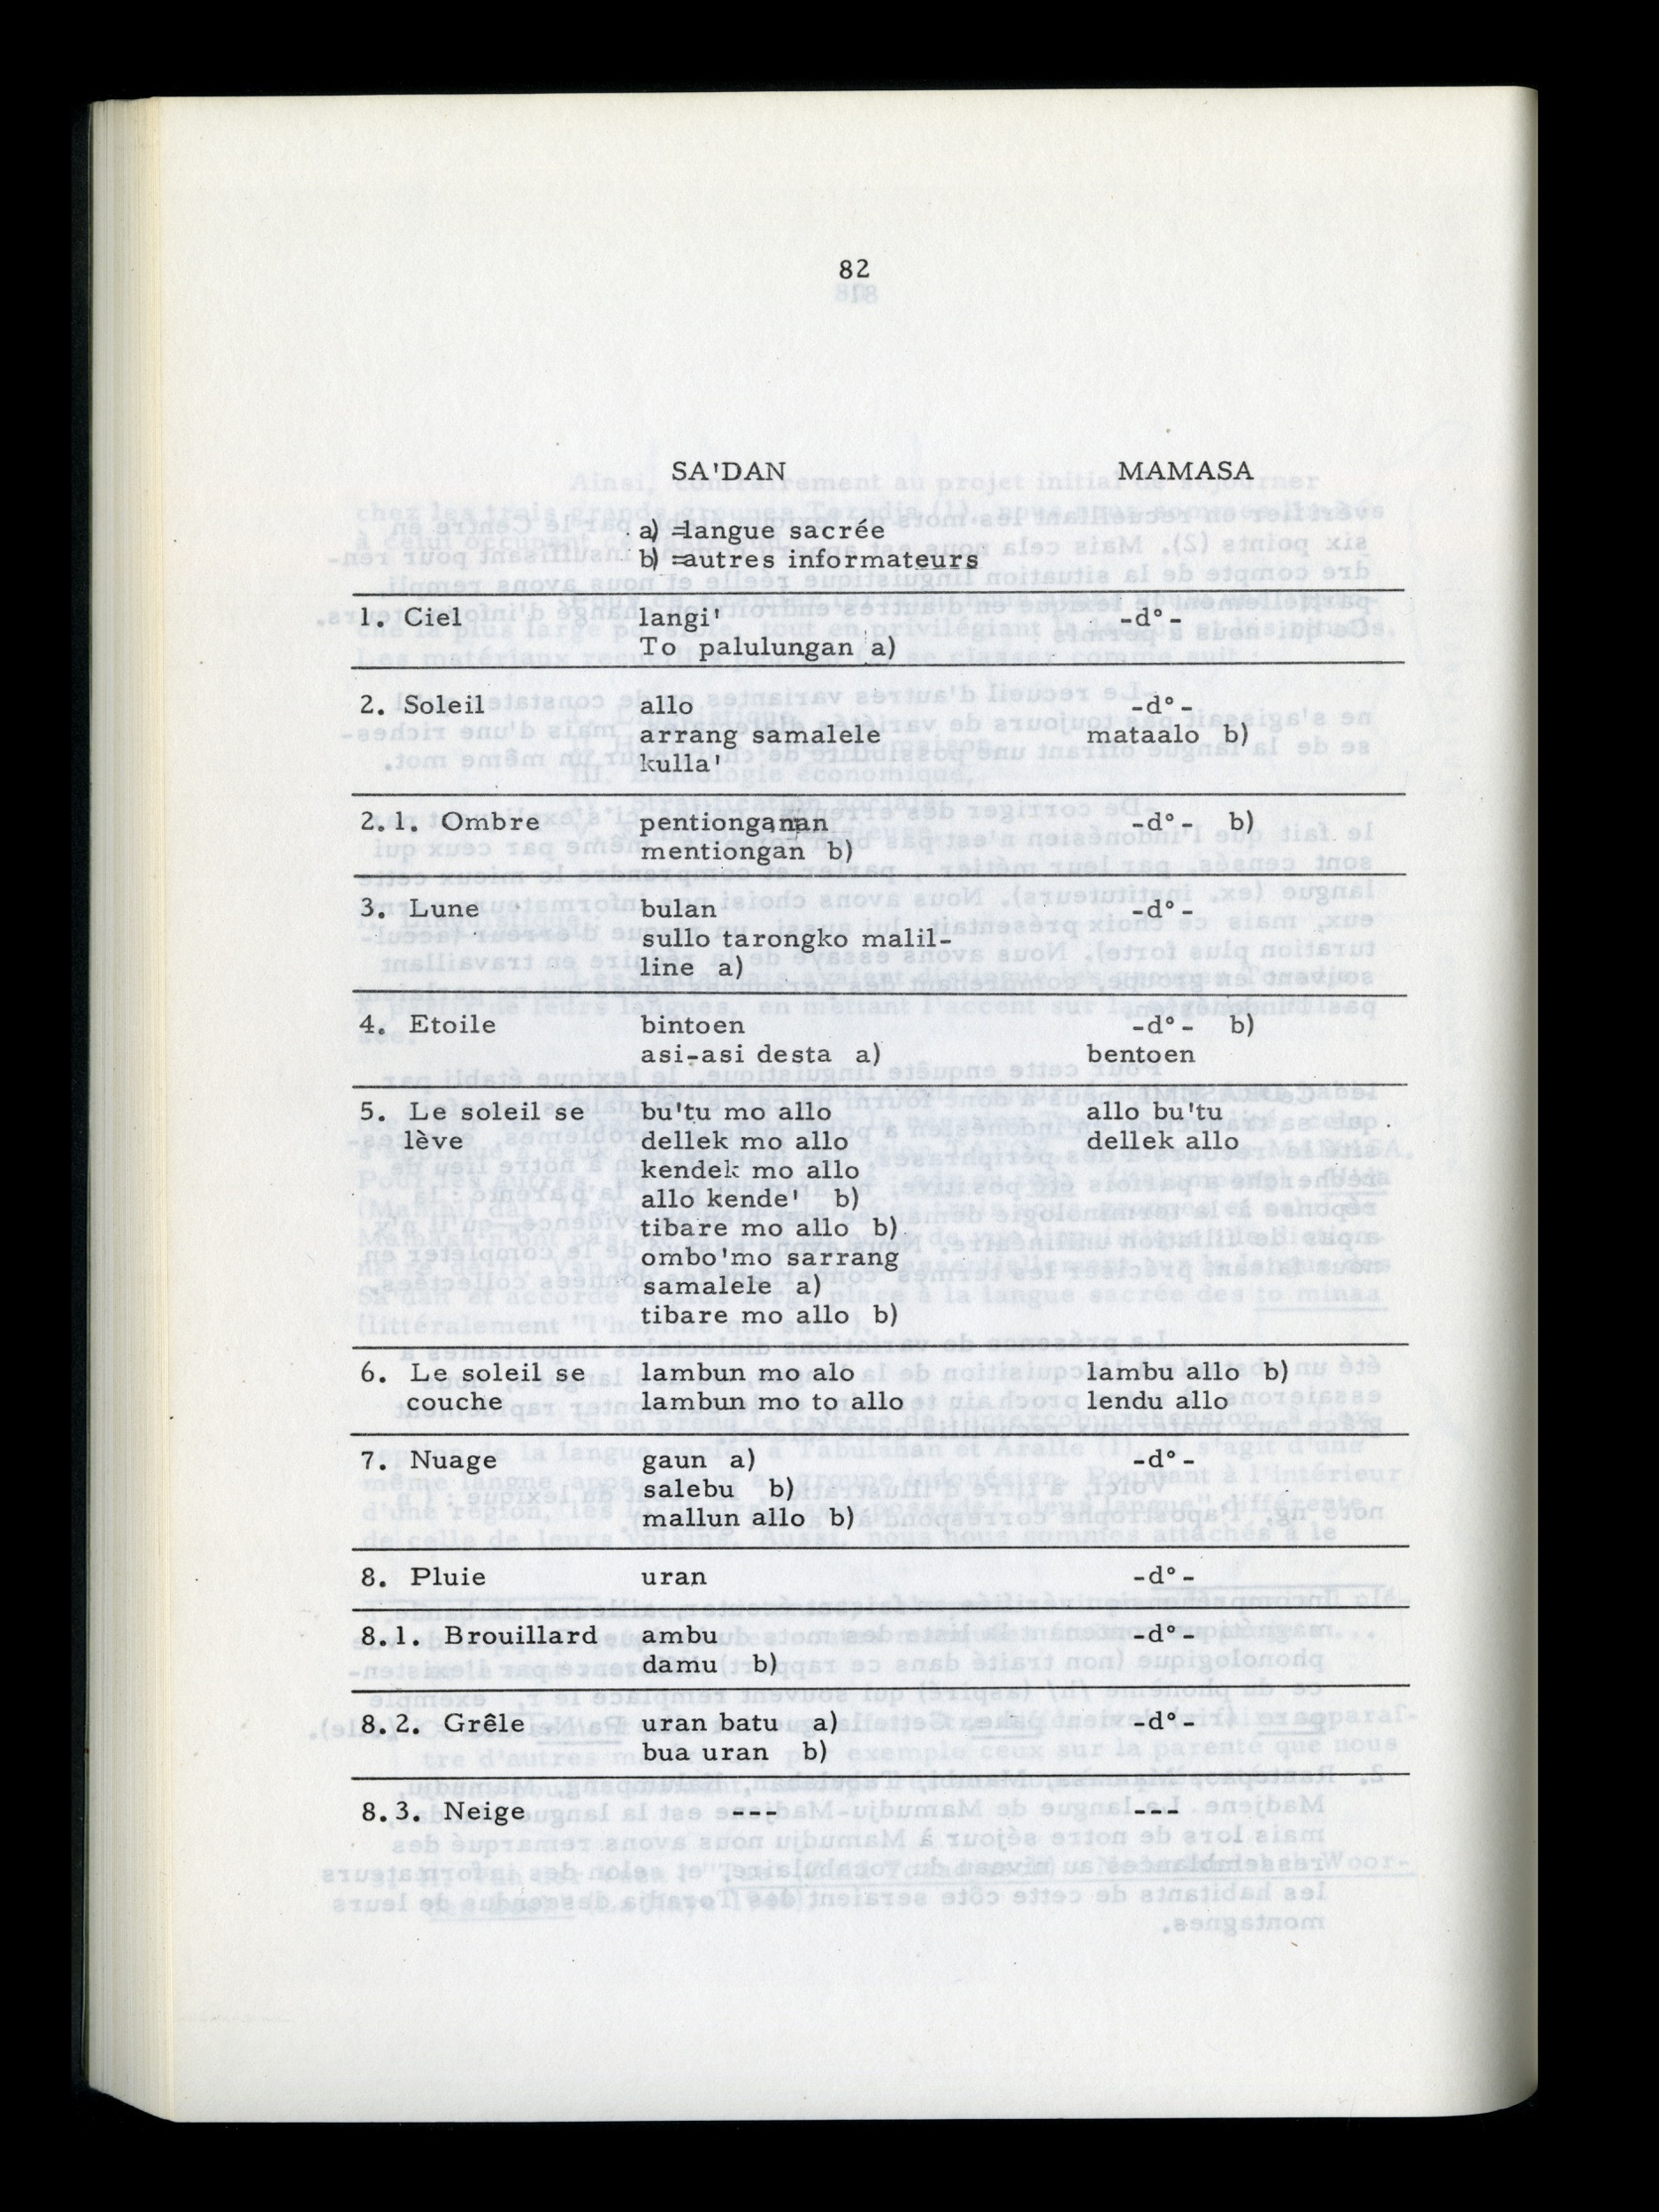 82
SA'DAN MAMASA
a) =langue sacrée
b) =autres informateurs
1. Ciel langi' -d°-
To palulungan a)
2. Soleil allo -d°-
arrang samalele mataalo b)
kulla'
2.1. Ombre pentionganan -d°- b)
mentiongan b)
3. Lune bulan -d°-
sullo tarongko malil-
line a)
4. Etoile bintoen -d°- b)
asi-asi desta a) bentoen
5. Le soleil se bu'tu mo allo allo bu'tu
lève dellek mo allo dellek allo
kendek mo allo
allo kende' b)
tibare mo allo b)
ombo'mo sarrang
samalele a)
tibare mo allo b)
6. Le soleil se lambun mo alo lambu allo b)
couche lambun mo to allo lendu allo
7. Nuage gaun a) -d°-
salebu b)
mallun allo b)
8. Pluie uran -d°-
8.1. Brouillard ambu -d°-
damu b)
8.2. Grêle uran batu a) -d°-
bua uran b)
8.3. Neige --- ---